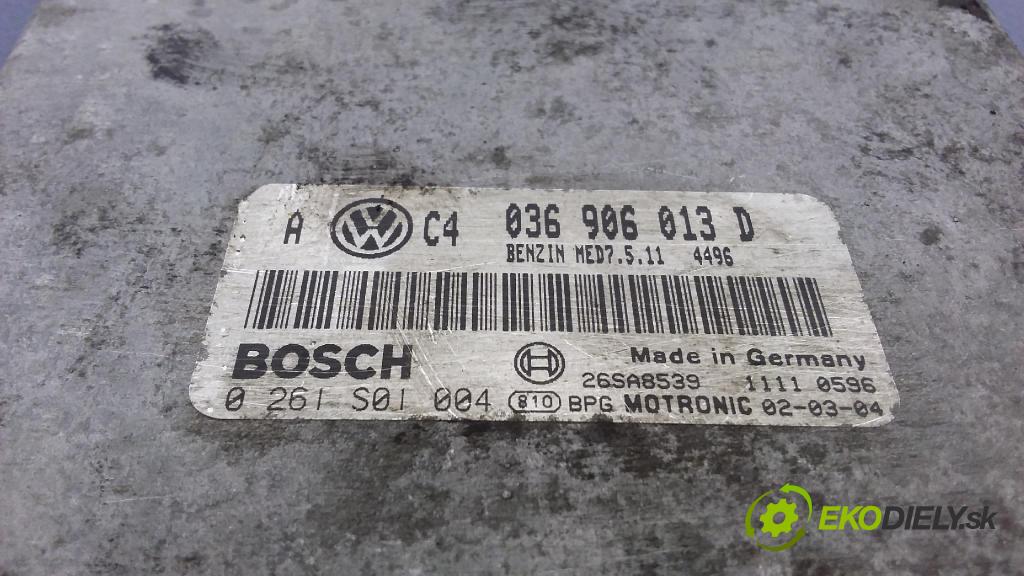 A VW C4 036 906 013 D
BENZIN MED7.5.11 4496
BOSCH Made in Germany
26SA8539 1111 0596
0 261 S01 004 810 BPG MOTRONIC 02-03-04
EKODIELY.sk